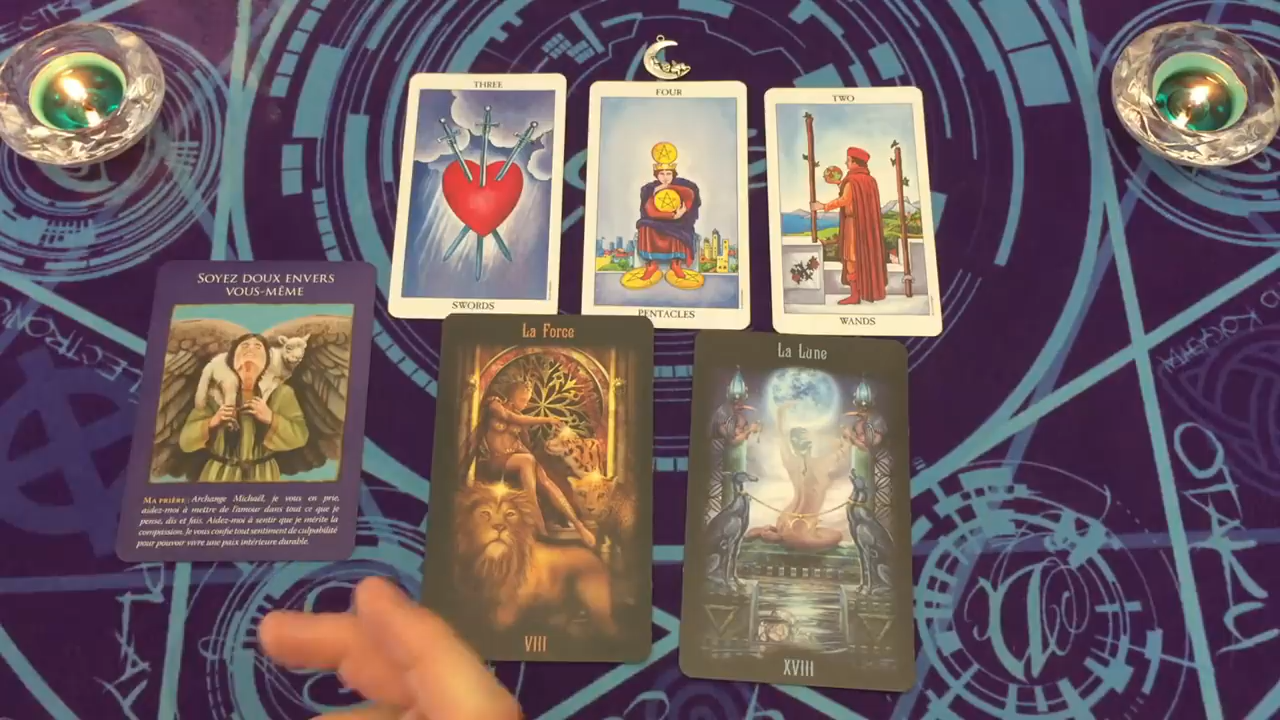 THREE
SWORDS
FOUR
PENTACLES
TWO
WANDS
SOYEZ DOUX ENVERS
VOUS-MÊME
MA PRIÈRE: Archange Michaël, je vous en prie,
aidez-moi à mettre de l'amour dans tout ce que je
pense, dis et fais. Aidez-moi à sentir que je mérite la
compassion. Je vous confie tout sentiment de culpabilité
pour pouvoir vivre une paix intérieure durable.
La Force
VIII
La Lune
XVIII
OTAKU